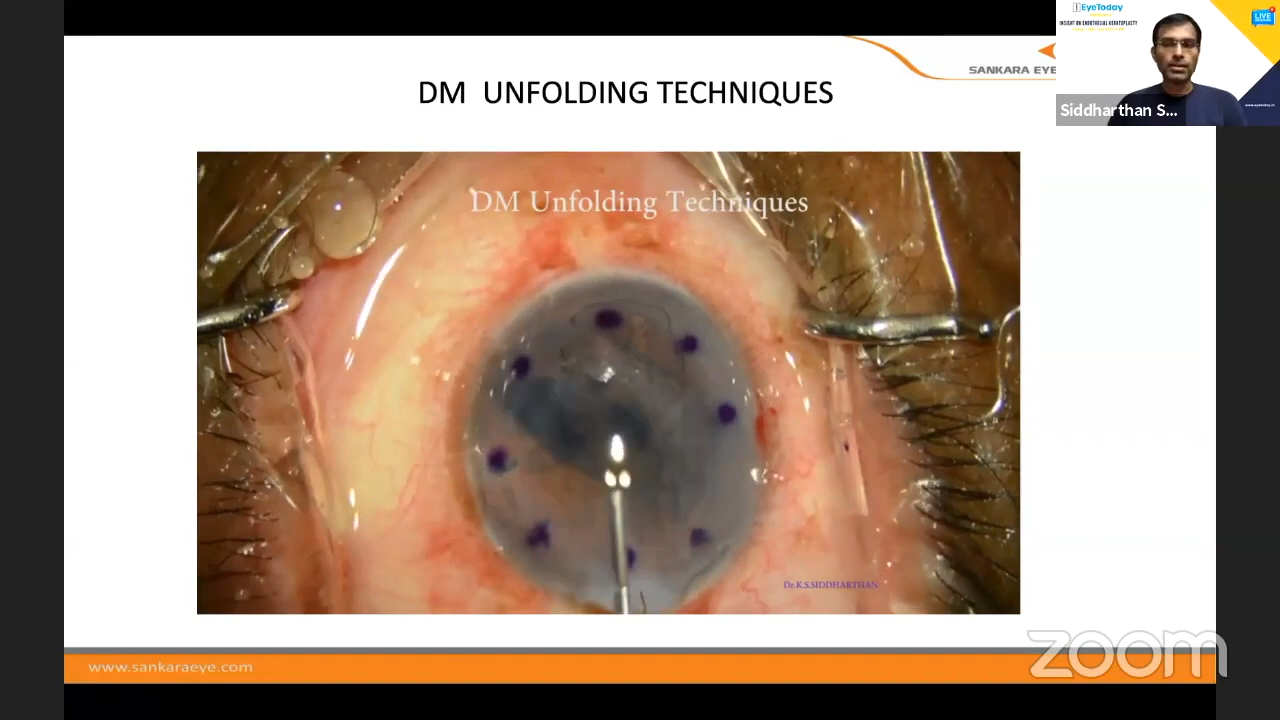 EyeToday
INSIGHT ON ENDOTHELIAL KERATOPLASTY
LIVE
SANKARA EYE
DM UNFOLDING TECHNIQUES
Siddharthan S...
DM Unfolding Techniques
Dr.K.S.SIDDHARTHAN
www.sankaraeye.com
zoom